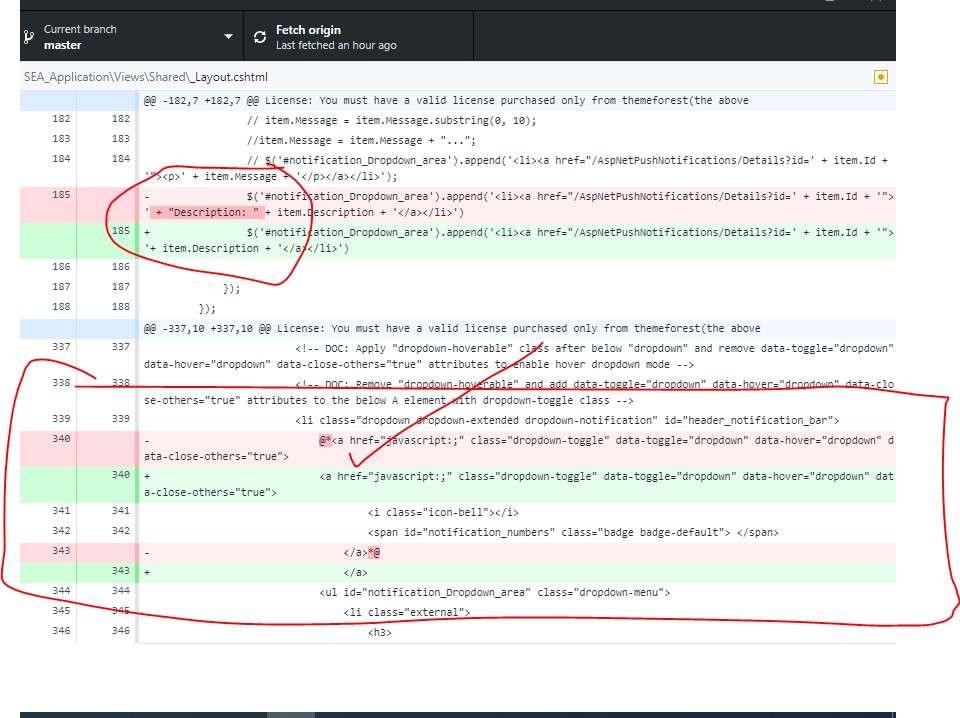 Current branch
master
Fetch origin
Last fetched an hour ago
SEA_Application\Views\Shared\_Layout.cshtml
@@ -182,7 +182,7 @@ License: You must have a valid license purchased only from themeforest(the above
182 182 // item.Message = item.Message.substring(0, 10);
183 183 //item.Message = item.Message + "...";
184 184 // $('#notification_Dropdown_area').append('<li><a href="/AspNetPushNotifications/Details?id=' + item.Id +
'"><p>' + item.Message + '</p></a></li>');
185 - $('#notification_Dropdown_area').append('<li><a href="/AspNetPushNotifications/Details?id=' + item.Id + '">
' + "Description: " + item.Description + '</a></li>')
185 + $('#notification_Dropdown_area').append('<li><a href="/AspNetPushNotifications/Details?id=' + item.Id + '">
'+ item.Description + '</a></li>')
186 186
187 187 });
188 188 });
@@ -337,10 +337,10 @@ License: You must have a valid license purchased only from themeforest(the above
337 337 <!-- DOC: Apply "dropdown-hoverable" class after below "dropdown" and remove data-toggle="dropdown"
data-hover="dropdown" data-close-others="true" attributes to enable hover dropdown mode -->
338 338 <!-- DOC: Remove "dropdown-hoverable" and add data-toggle="dropdown" data-hover="dropdown" data-clo
se-others="true" attributes to the below A element with dropdown-toggle class -->
339 339 <li class="dropdown dropdown-extended dropdown-notification" id="header_notification_bar">
340 - @*<a href="javascript:;" class="dropdown-toggle" data-toggle="dropdown" data-hover="dropdown" d
ata-close-others="true">
340 + <a href="javascript:;" class="dropdown-toggle" data-toggle="dropdown" data-hover="dropdown" dat
a-close-others="true">
341 341 <i class="icon-bell"></i>
342 342 <span id="notification_numbers" class="badge badge-default"> </span>
343 - </a>*@
343 + </a>
344 344 <ul id="notification_Dropdown_area" class="dropdown-menu">
345 345 <li class="external">
346 346 <h3>